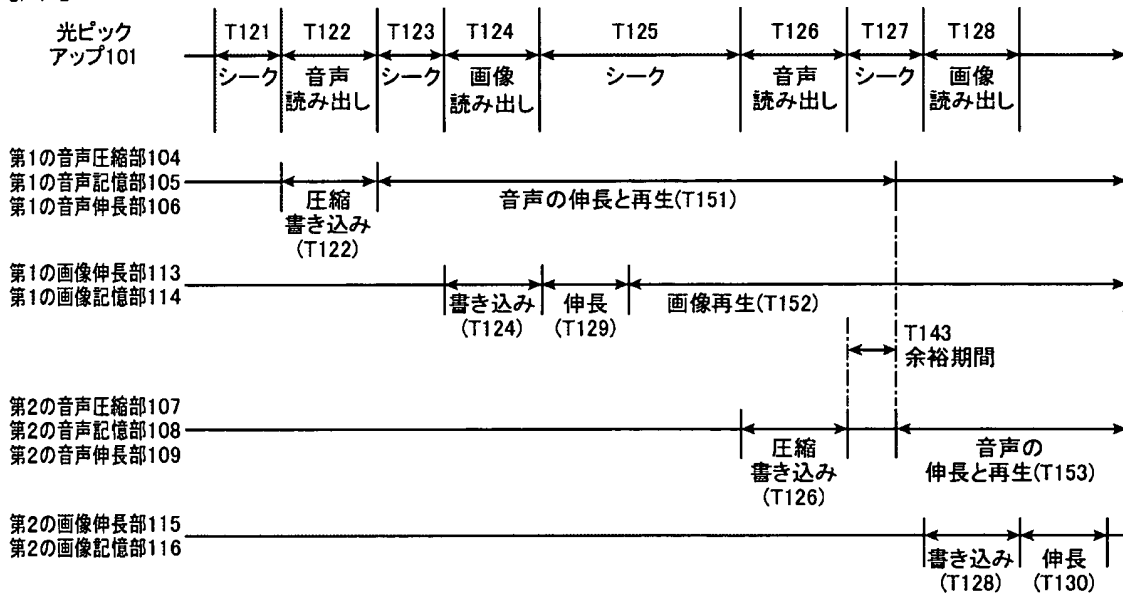 光ピック
アップ101
T121 T122 T123 T124 T125 T126 T127 T128
シーク 音声 シーク 画像 シーク 音声 シーク 画像
読み出し 読み出し 読み出し 読み出し
第1の音声圧縮部104
第1の音声記憶部105
第1の音声伸長部106
圧縮
書き込み
(T122)
音声の伸長と再生(T151)
第1の画像伸長部113
第1の画像記憶部114
書き込み
(T124)
伸長
(T129)
画像再生(T152)
T143
余裕期間
第2の音声圧縮部107
第2の音声記憶部108
第2の音声伸長部109
圧縮
書き込み
(T126)
音声の
伸長と再生(T153)
第2の画像伸長部115
第2の画像記憶部116
書き込み
(T128)
伸長
(T130)